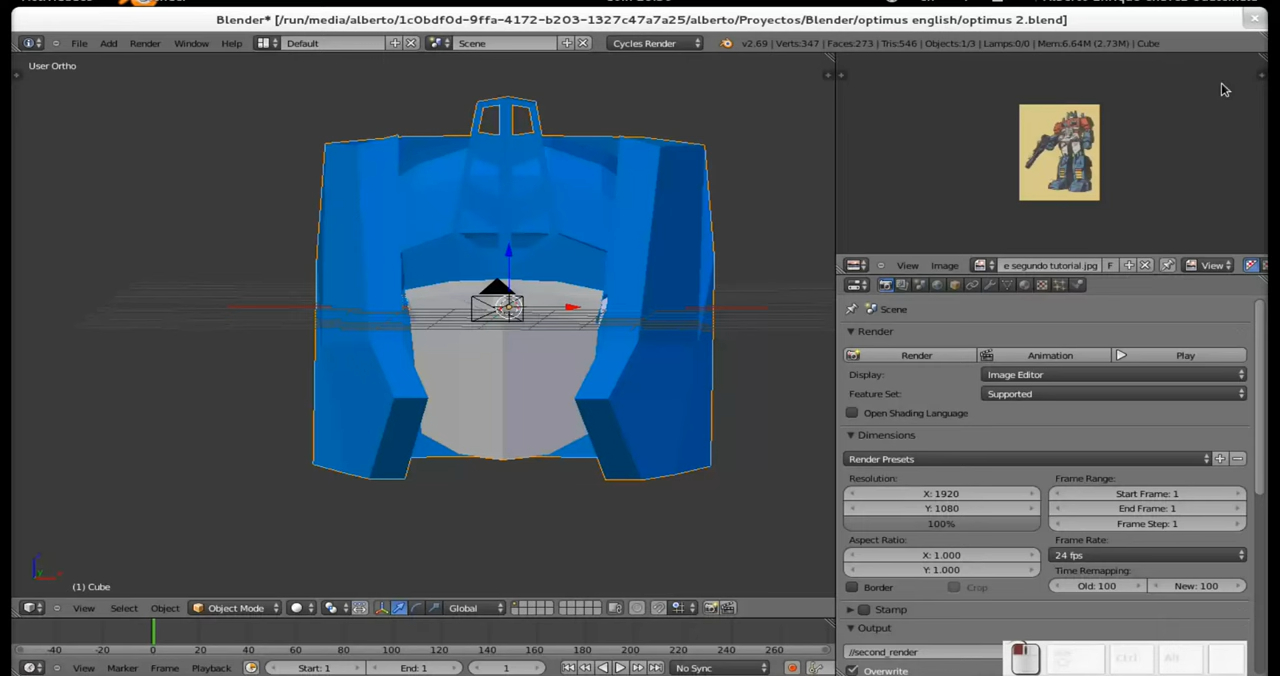 Blender* [/run/media/alberto/1c0bdf0d-9ffa-4172-b203-1327c47a7a25/alberto/Proyectos/Blender/optimus english/optimus 2.blend]
File Add Render Window Help Default Scene Cycles Render v2.69 | Verts:347 | Faces:273 | Tris:546 | Objects:1/3 | Lamps:0/0 | Mem:6.64M (2.73M) | Cube
User Ortho
View Image e segundo tutorial.jpg F View
Scene
Render
Render Animation Play
Display: Image Editor
Feature Set: Supported
Open Shading Language
Dimensions
Render Presets
Resolution: Frame Range:
X: 1920 Start Frame: 1
Y: 1080 End Frame: 1
100% Frame Step: 1
Aspect Ratio: Frame Rate:
X: 1.000 24 fps
Y: 1.000 Time Remapping:
Border Crop Old: 100 New: 100
(1) Cube
View Select Object Object Mode Global
Stamp
Output
//second_render
Overwrite
Ctrl Alt
-40 -20 0 20 40 60 80 100 120 140 160 180 200 220 240 260
View Marker Frame Playback Start: 1 End: 1 1 No Sync